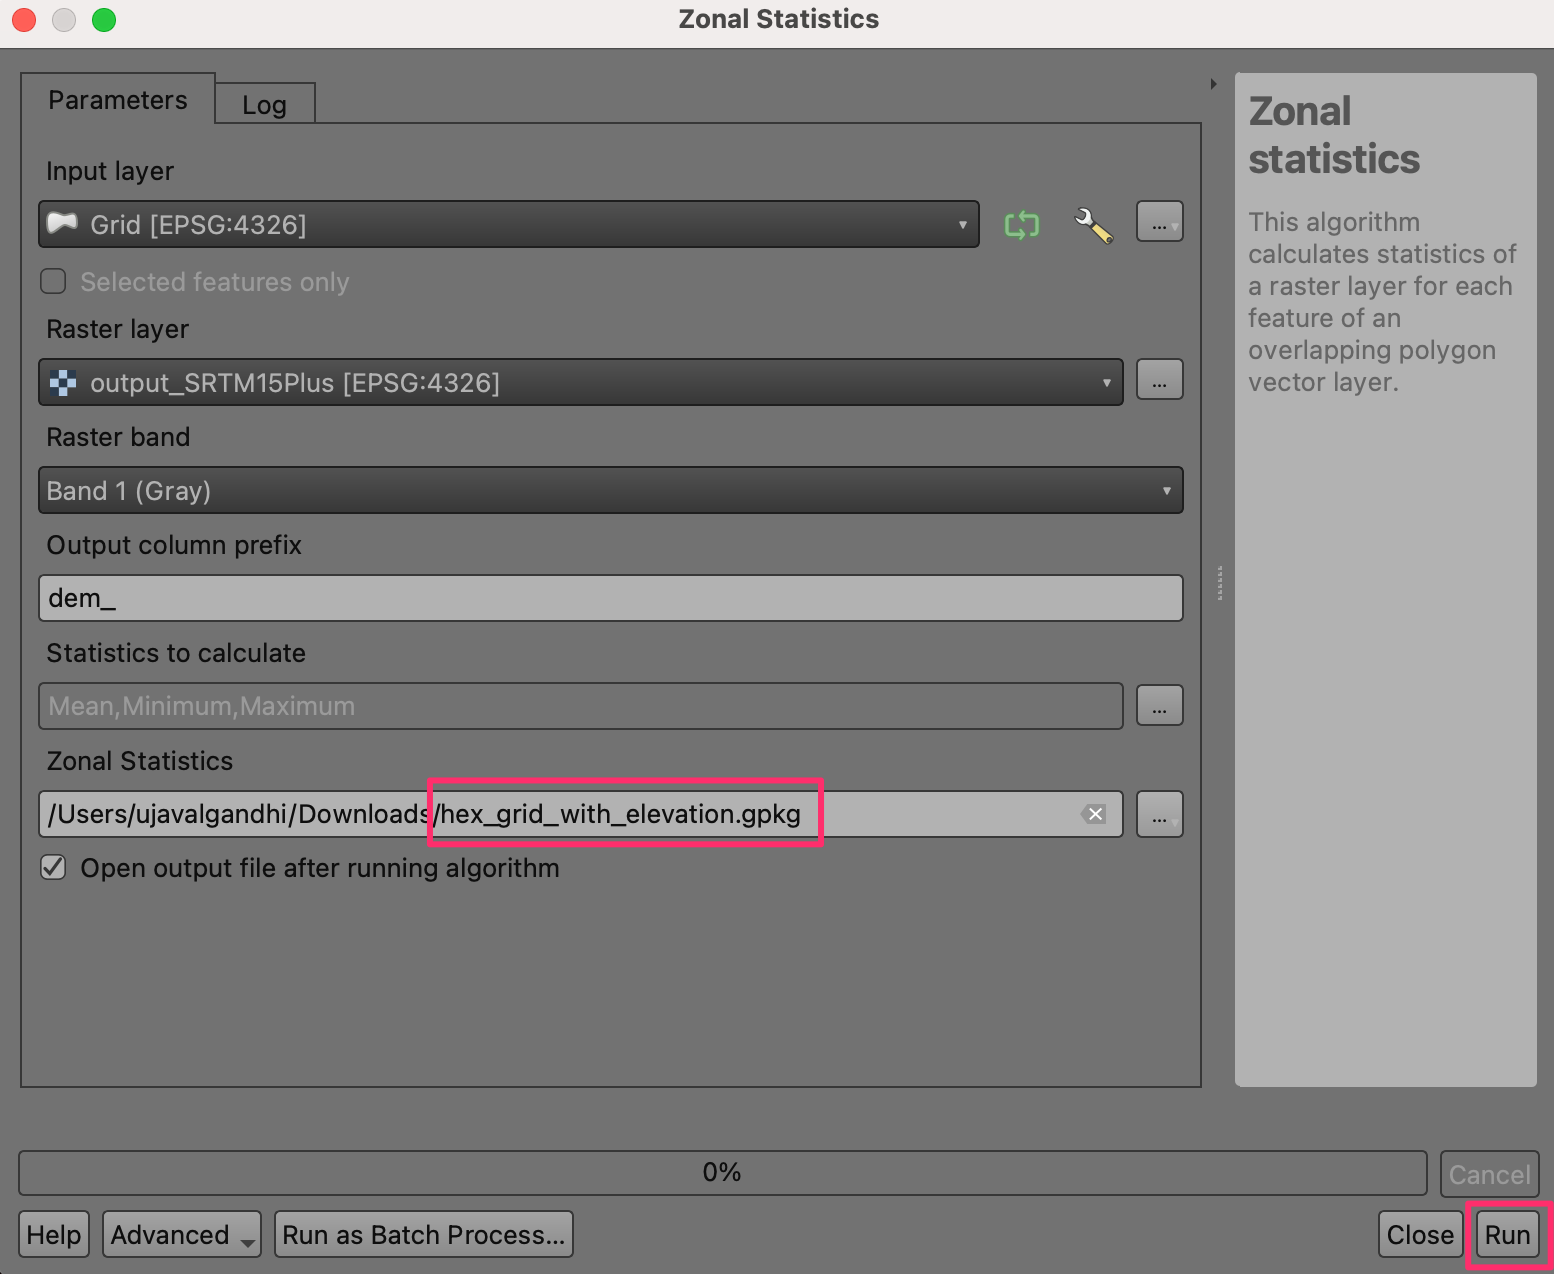 Zonal Statistics
Parameters
Log
Input layer
Grid [EPSG:4326]
...
Selected features only
Raster layer
output_SRTM15Plus [EPSG:4326]
...
Raster band
Band 1 (Gray)
Output column prefix
dem_
Statistics to calculate
Mean,Minimum,Maximum
...
Zonal Statistics
/Users/ujavalgandhi/Downloads/hex_grid_with_elevation.gpkg
...
Open output file after running algorithm
Zonal
statistics
This algorithm
calculates statistics of
a raster layer for each
feature of an
overlapping polygon
vector layer.
0%
Cancel
Help
Advanced
Run as Batch Process...
Close
Run